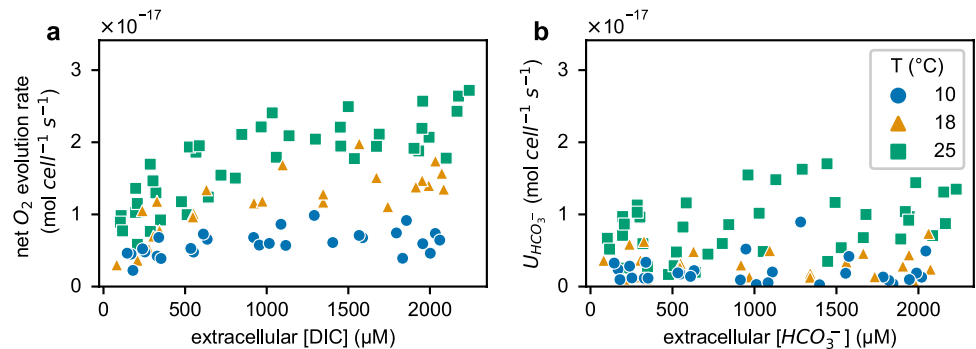 a
×10⁻¹⁷
net O₂ evolution rate
(mol cell⁻¹ s⁻¹)
3
2
1
0
0
500
1000
1500
2000
extracellular [DIC] (μM)
b
×10⁻¹⁷
U_{HCO₃⁻} (mol cell⁻¹ s⁻¹)
3
2
1
0
0
500
1000
1500
2000
extracellular [HCO₃⁻] (μM)
T (°C)
10
18
25